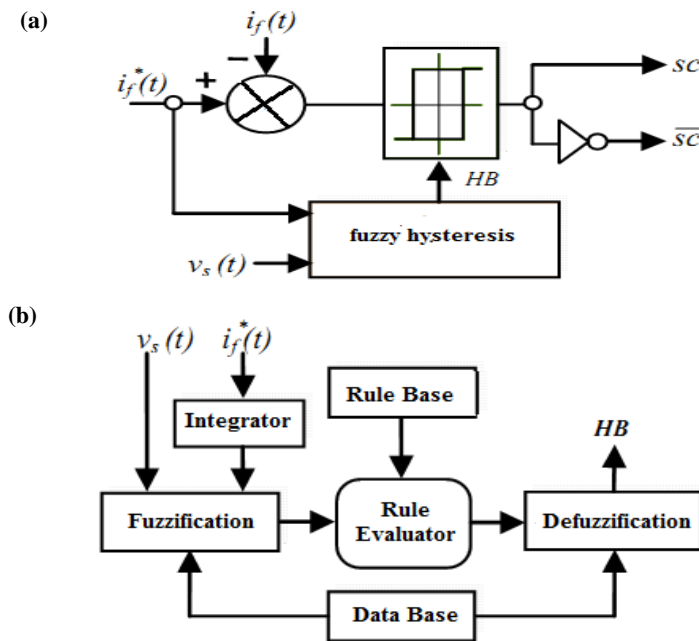 (a)
i_f(t)
i_f*(t)
+
−
sc
s̅c̅
HB
fuzzy hysteresis
v_s(t)
(b)
v_s(t)
i_f*(t)
Rule Base
Integrator
HB
Fuzzification
Rule
Evaluator
Defuzzification
Data Base